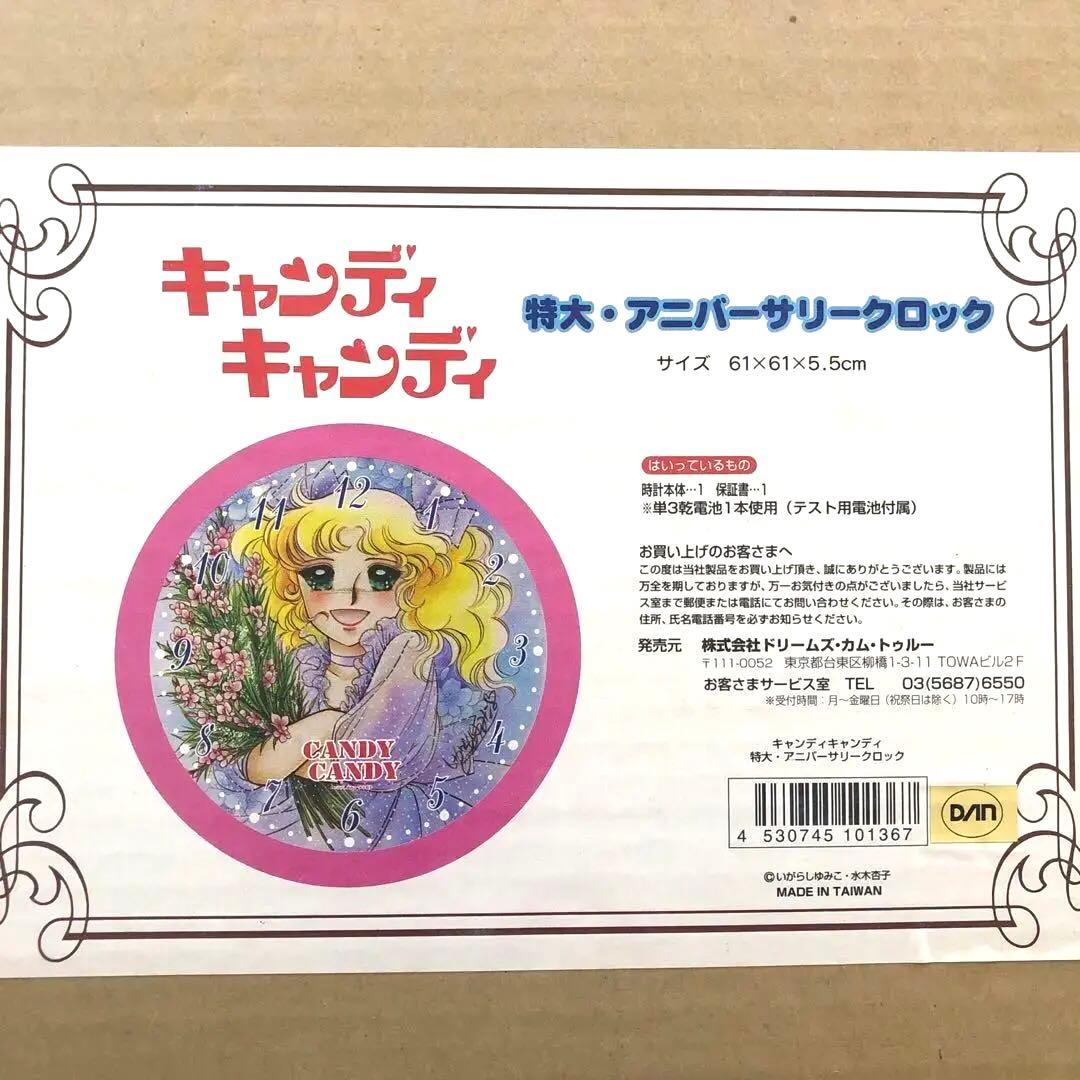 キャンディ
キャンディ
特大・アニバーサリークロック
サイズ 61×61×5.5cm
はいっているもの
時計本体…1 保証書…1
※単3乾電池1本使用（テスト用電池付属）
お買い上げのお客さまへ
この度は当社製品をお買い上げ頂き、誠にありがとうございます。製品には
万全を期しておりますが、万一お気付きの点がございましたら、当社サービ
ス室まで郵便または電話にてお問い合わせください。その際は、お客さまの
住所、氏名電話番号を必ずお知らせください。
発売元 株式会社ドリームズ・カム・トゥルー
〒111-0052 東京都台東区柳橋1-3-11 TOWAビル2F
お客さまサービス室 TEL 03(5687)6550
※受付時間：月〜金曜日（祝祭日は除く）10時〜17時
キャンディキャンディ
特大・アニバーサリークロック
4 530745 101367
DAN
©いがらしゆみこ・水木杏子
MADE IN TAIWAN
12
1
2
3
4
5
6
7
8
9
10
11
CANDY
CANDY